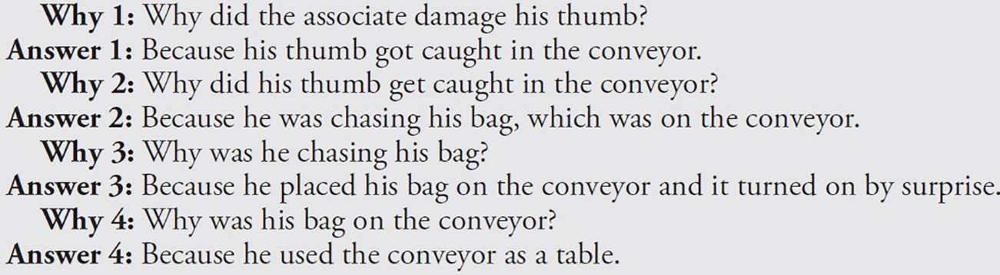 Why 1: Why did the associate damage his thumb?
Answer 1: Because his thumb got caught in the conveyor.
Why 2: Why did his thumb get caught in the conveyor?
Answer 2: Because he was chasing his bag, which was on the conveyor.
Why 3: Why was he chasing his bag?
Answer 3: Because he placed his bag on the conveyor and it turned on by surprise.
Why 4: Why was his bag on the conveyor?
Answer 4: Because he used the conveyor as a table.